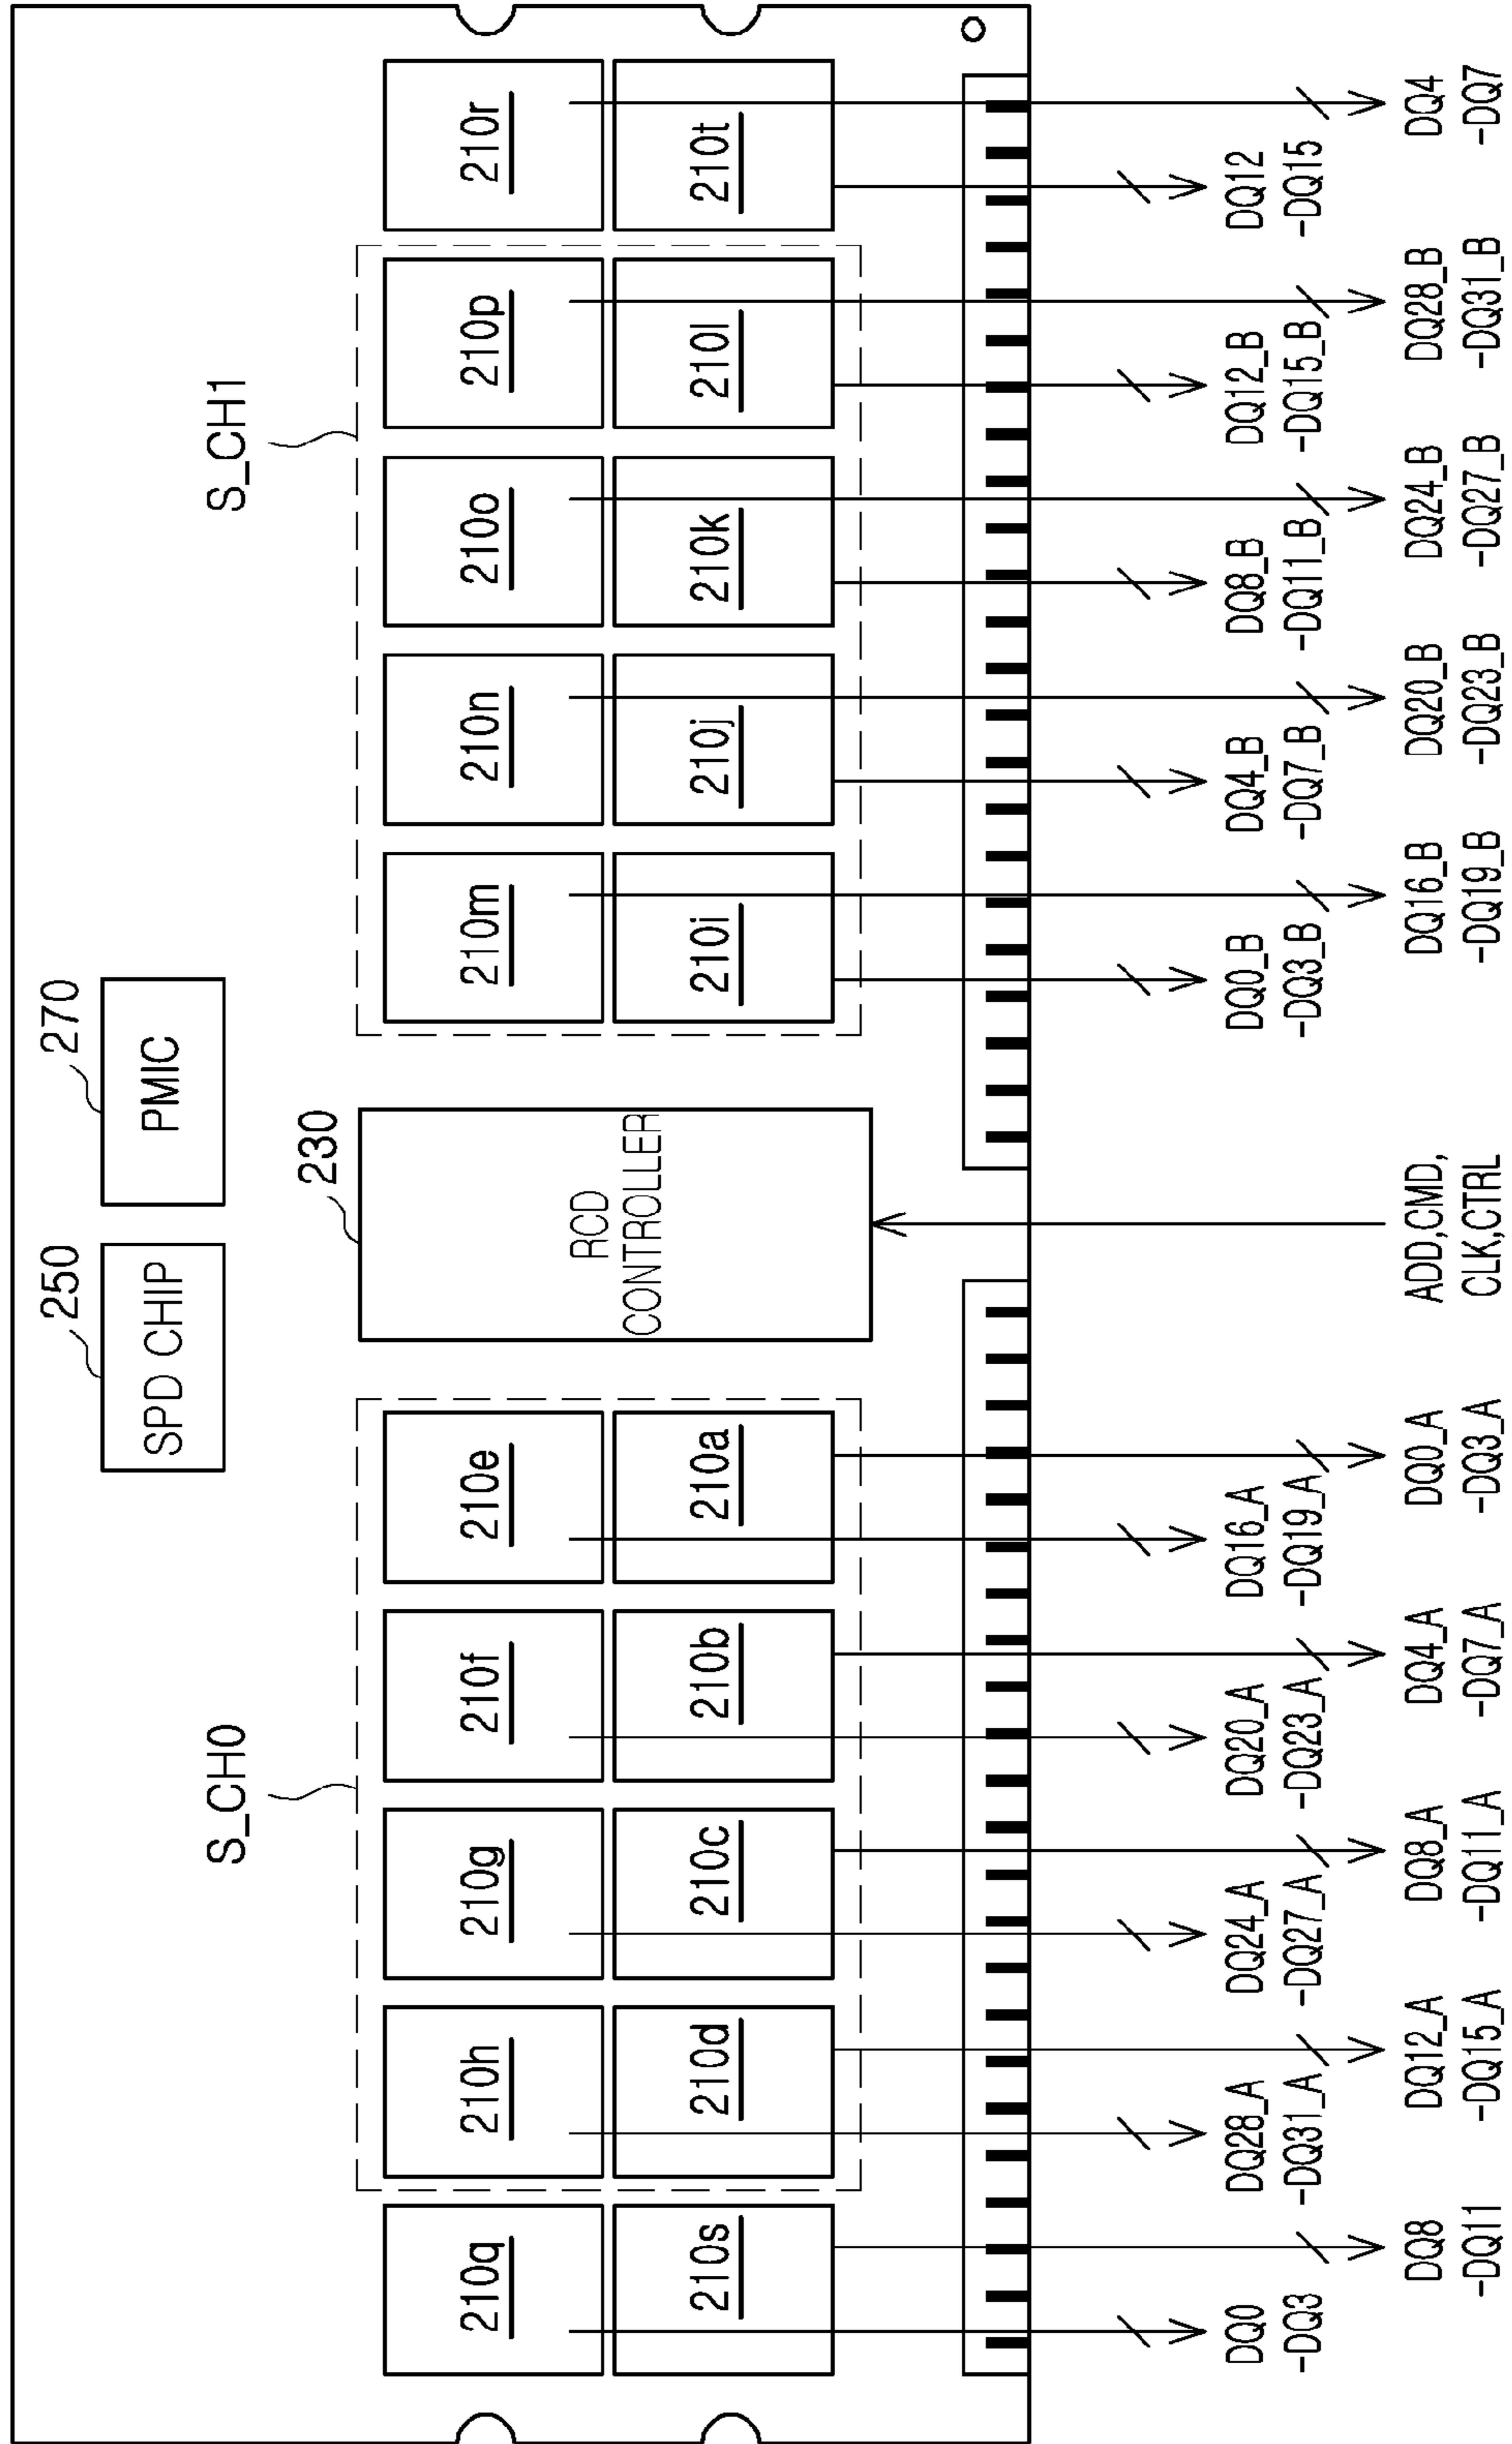 250
SPD CHIP
270
PMIC
S_CH0
S_CH1
230
RCD
CONTROLLER
210q
210h
210g
210f
210e
210m
210n
210o
210p
210r
210s
210d
210c
210b
210a
210i
210j
210k
210l
210t
DQ0
-DQ3
DQ28_A
-DQ31_A
DQ24_A
-DQ27_A
DQ20_A
-DQ23_A
DQ16_A
-DQ19_A
DQ0_B
-DQ3_B
DQ4_B
-DQ7_B
DQ8_B
-DQ11_B
DQ12_B
-DQ15_B
DQ12
-DQ15
DQ8
-DQ11
DQ12_A
-DQ15_A
DQ8_A
-DQ11_A
DQ4_A
-DQ7_A
DQ0_A
-DQ3_A
ADD,CMD,
CLK,CTRL
DQ16_B
-DQ19_B
DQ20_B
-DQ23_B
DQ24_B
-DQ27_B
DQ28_B
-DQ31_B
DQ4
-DQ7